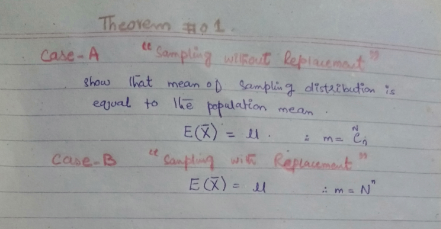 Theorem #01.
Case-A "Sampling without Replacement"
show that mean of sampling distribution is
equal to the population mean.
E(X̄) = μ. ∴ m = ᴺCₙ
Case-B "Sampling with Replacement"
E(X̄) = μ ∴ m = Nⁿ